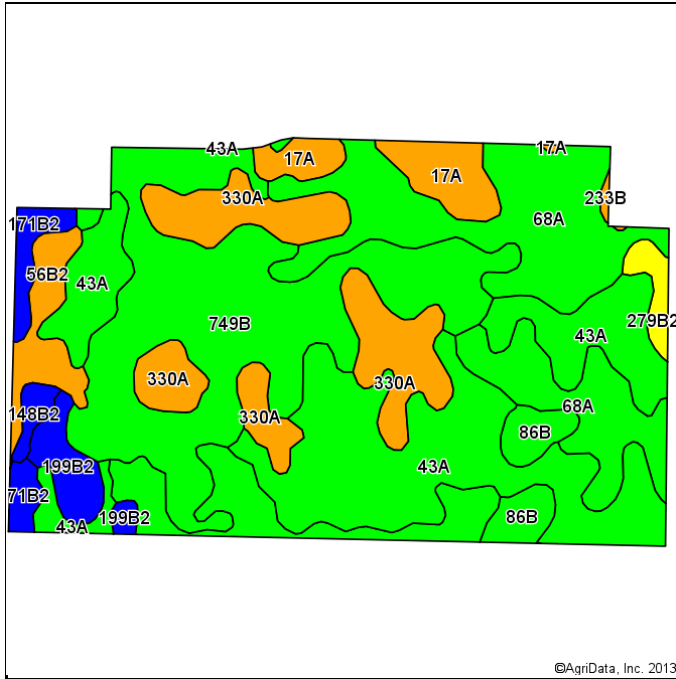 43A
17A
17A
17A
330A
233B
68A
171B2
56B2
43A
749B
279B2
43A
330A
330A
330A
68A
148B2
86B
199B2
43A
71B2
199B2
86B
43A
©AgriData, Inc. 2013